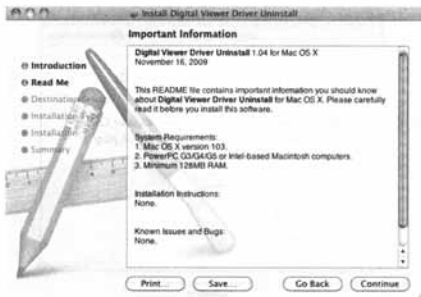 Install Digital Viewer Driver Uninstall
Important Information
Introduction
Read Me
Destination Select
Installation Type
Installation
Summary
Digital Viewer Driver Uninstall 1.04 for Mac OS X
November 16, 2009
This README file contains important information you should know
about Digital Viewer Driver Uninstall for Mac OS X. Please carefully
read it before you install this software.
System Requirements:
1. Mac OS X version 103.
2. PowerPC G3/G4/G5 or Intel-based Macintosh computers.
3. Minimum 128MB RAM.
Installation Instructions:
None.
Known Issues and Bugs:
None.
Print...
Save...
Go Back
Continue